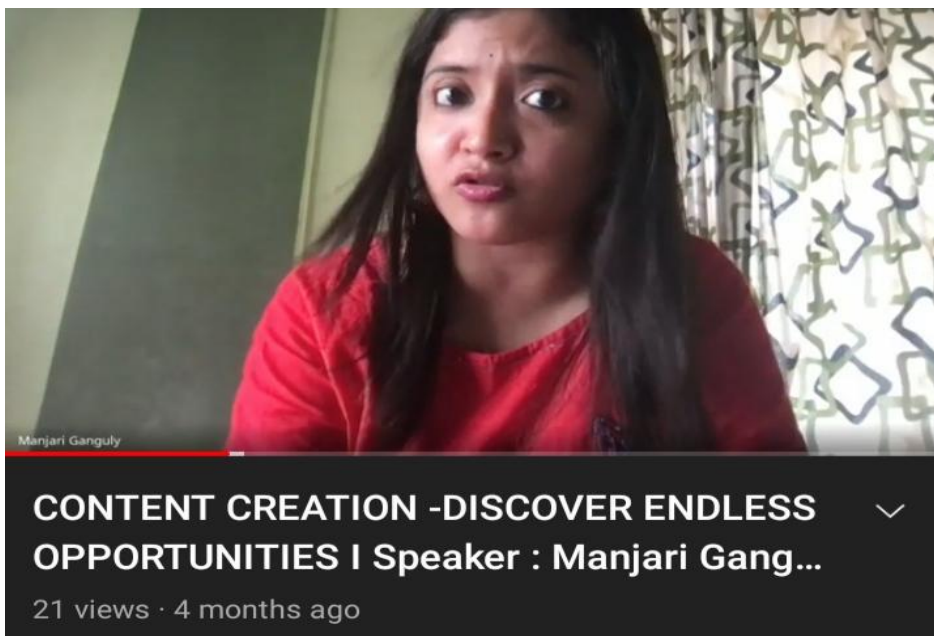 Manjari Ganguly
CONTENT CREATION -DISCOVER ENDLESS
OPPORTUNITIES I Speaker : Manjari Gang...
21 views · 4 months ago